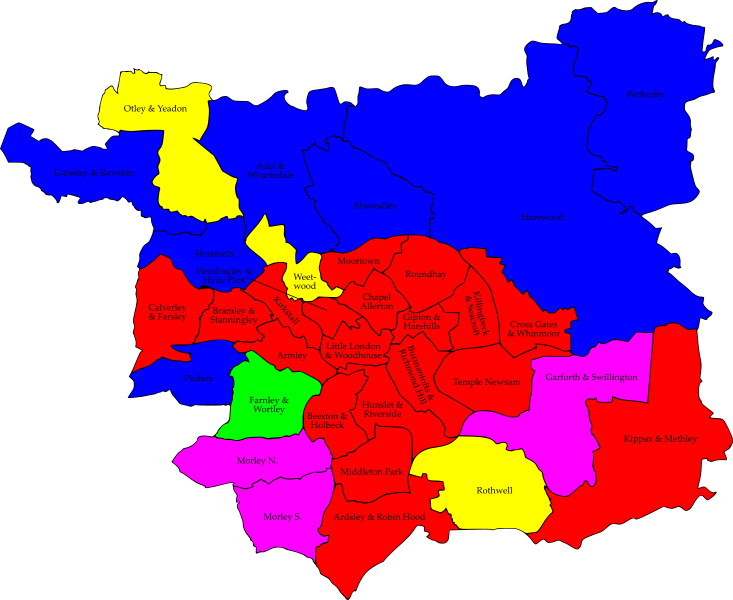 Otley & Yeadon
Wetherby
Guiseley & Rawdon
Adel &
Wharfedale
Alwoodley
Harewood
Horsforth
Headingley &
Hyde Park
Weet-
wood
Moortown
Roundhay
Calverley
& Farsley
Bramley &
Stanningley
Kirkstall
Chapel
Allerton
Gipton &
Harehills
Killingbeck
& Seacroft
Cross Gates
& Whinmoor
Armley
Little London
& Woodhouse
Burmantofts &
Richmond Hill
Temple Newsam
Garforth & Swillington
Pudsey
Farnley &
Wortley
Beeston &
Holbeck
Hunslet &
Riverside
Kippax & Methley
Morley N.
Middleton Park
Rothwell
Morley S.
Ardsley & Robin Hood